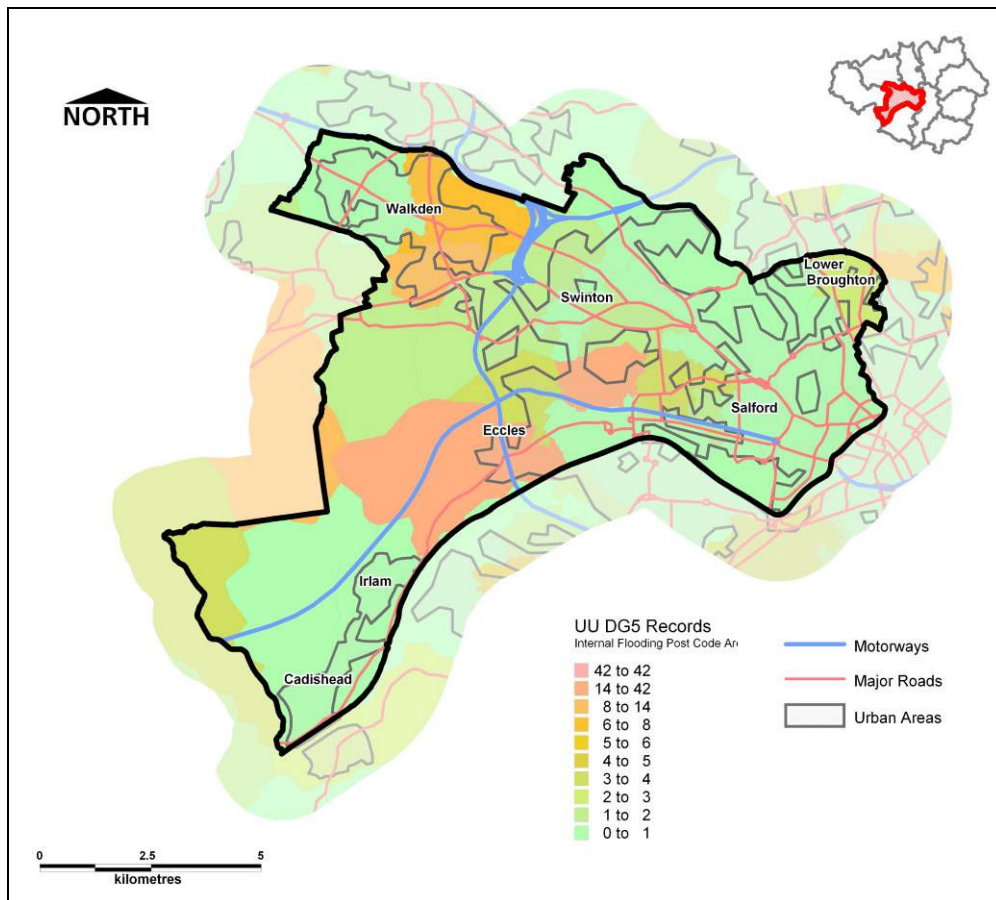 NORTH
Walkden
Lower
Broughton
Swinton
Salford
Eccles
Irlam
Cadishead
UU DG5 Records
Internal Flooding Post Code Are
42 to 42
14 to 42
8 to 14
6 to 8
5 to 6
4 to 5
3 to 4
2 to 3
1 to 2
0 to 1
Motorways
Major Roads
Urban Areas
0 2.5 5
kilometres